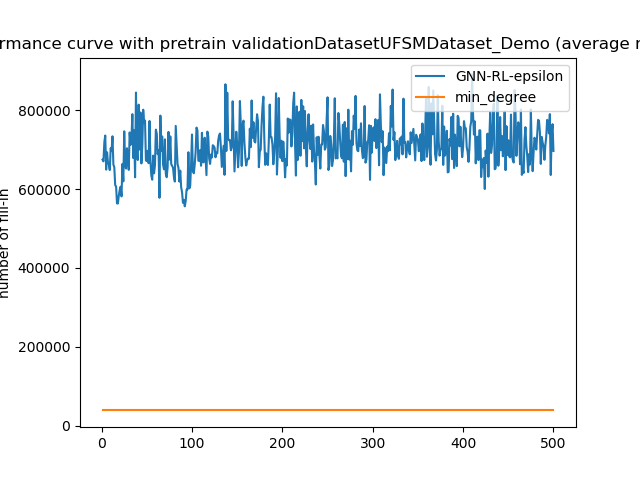 rmance curve with pretrain validationDatasetUFSMDataset_Demo (average
GNN-RL-epsilon
min_degree
number of fill-in
800000
600000
400000
200000
0
0 100 200 300 400 500